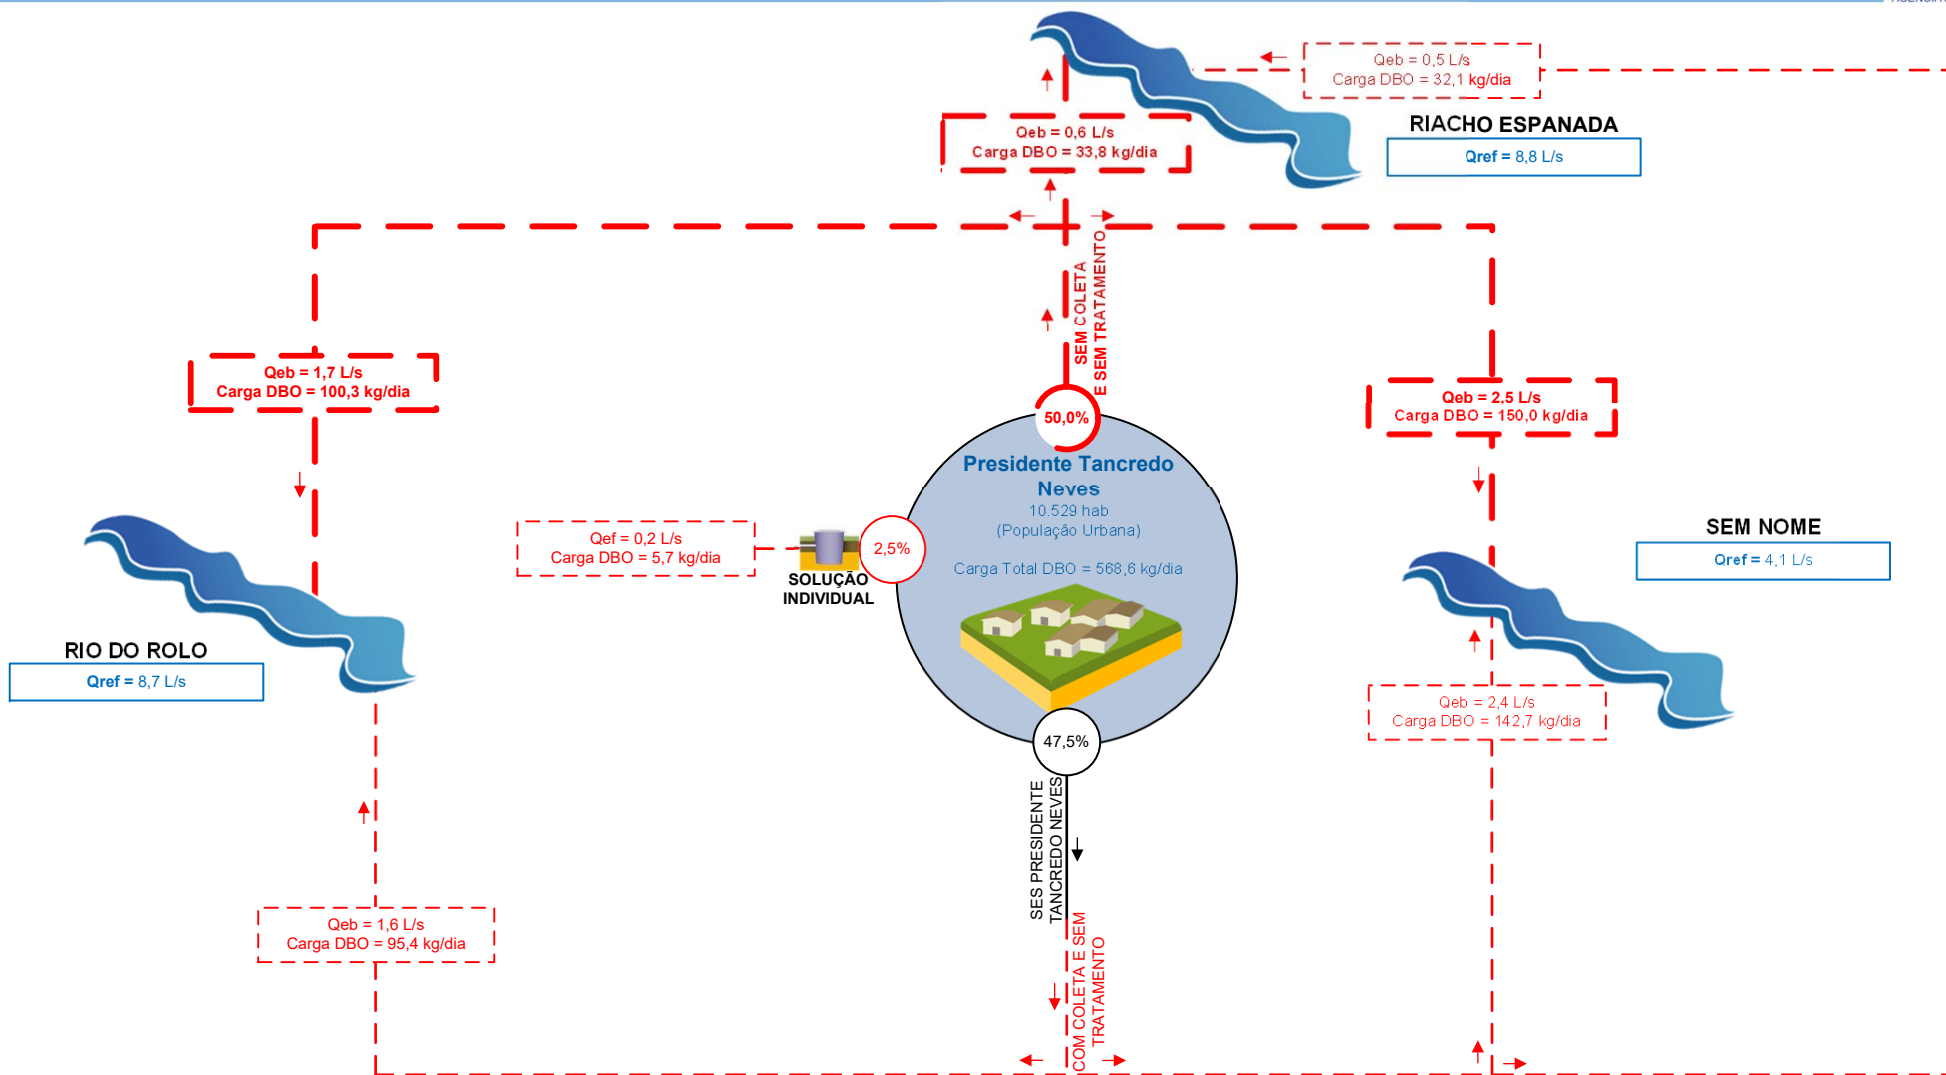 Qeb = 0,5 L/s
Carga DBO = 32,1 kg/dia
RIACHO ESPANADA
Qref = 8,8 L/s
Qeb = 0,6 L/s
Carga DBO = 33,8 kg/dia
SEM COLETA
E SEM TRATAMENTO
Qeb = 1,7 L/s
Carga DBO = 100,3 kg/dia
Qeb = 2,5 L/s
Carga DBO = 150,0 kg/dia
50,0%
Presidente Tancredo
Neves
10.529 hab
(População Urbana)
Carga Total DBO = 568,6 kg/dia
Qef = 0,2 L/s
Carga DBO = 5,7 kg/dia
2,5%
SOLUÇÃO
INDIVIDUAL
SEM NOME
Qref = 4,1 L/s
RIO DO ROLO
Qref = 8,7 L/s
Qeb = 2,4 L/s
Carga DBO = 142,7 kg/dia
47,5%
SES PRESIDENTE
TANCREDO NEVES
Qeb = 1,6 L/s
Carga DBO = 95,4 kg/dia
COM COLETA E SEM
TRATAMENTO